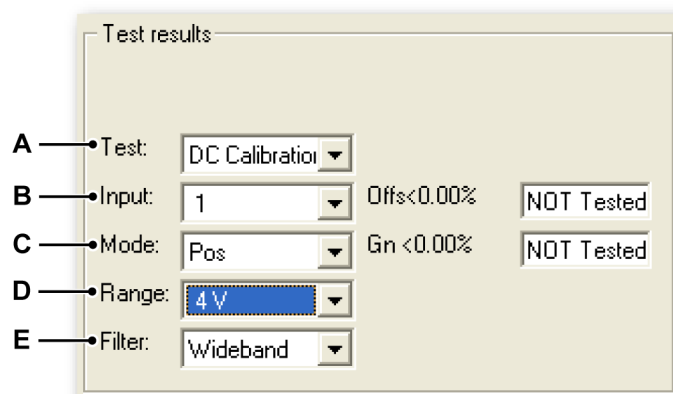 Test results
A Test: DC Calibration
B Input: 1 Offs<0.00% NOT Tested
C Mode: Pos Gn <0.00% NOT Tested
D Range: 4 V
E Filter: Wideband